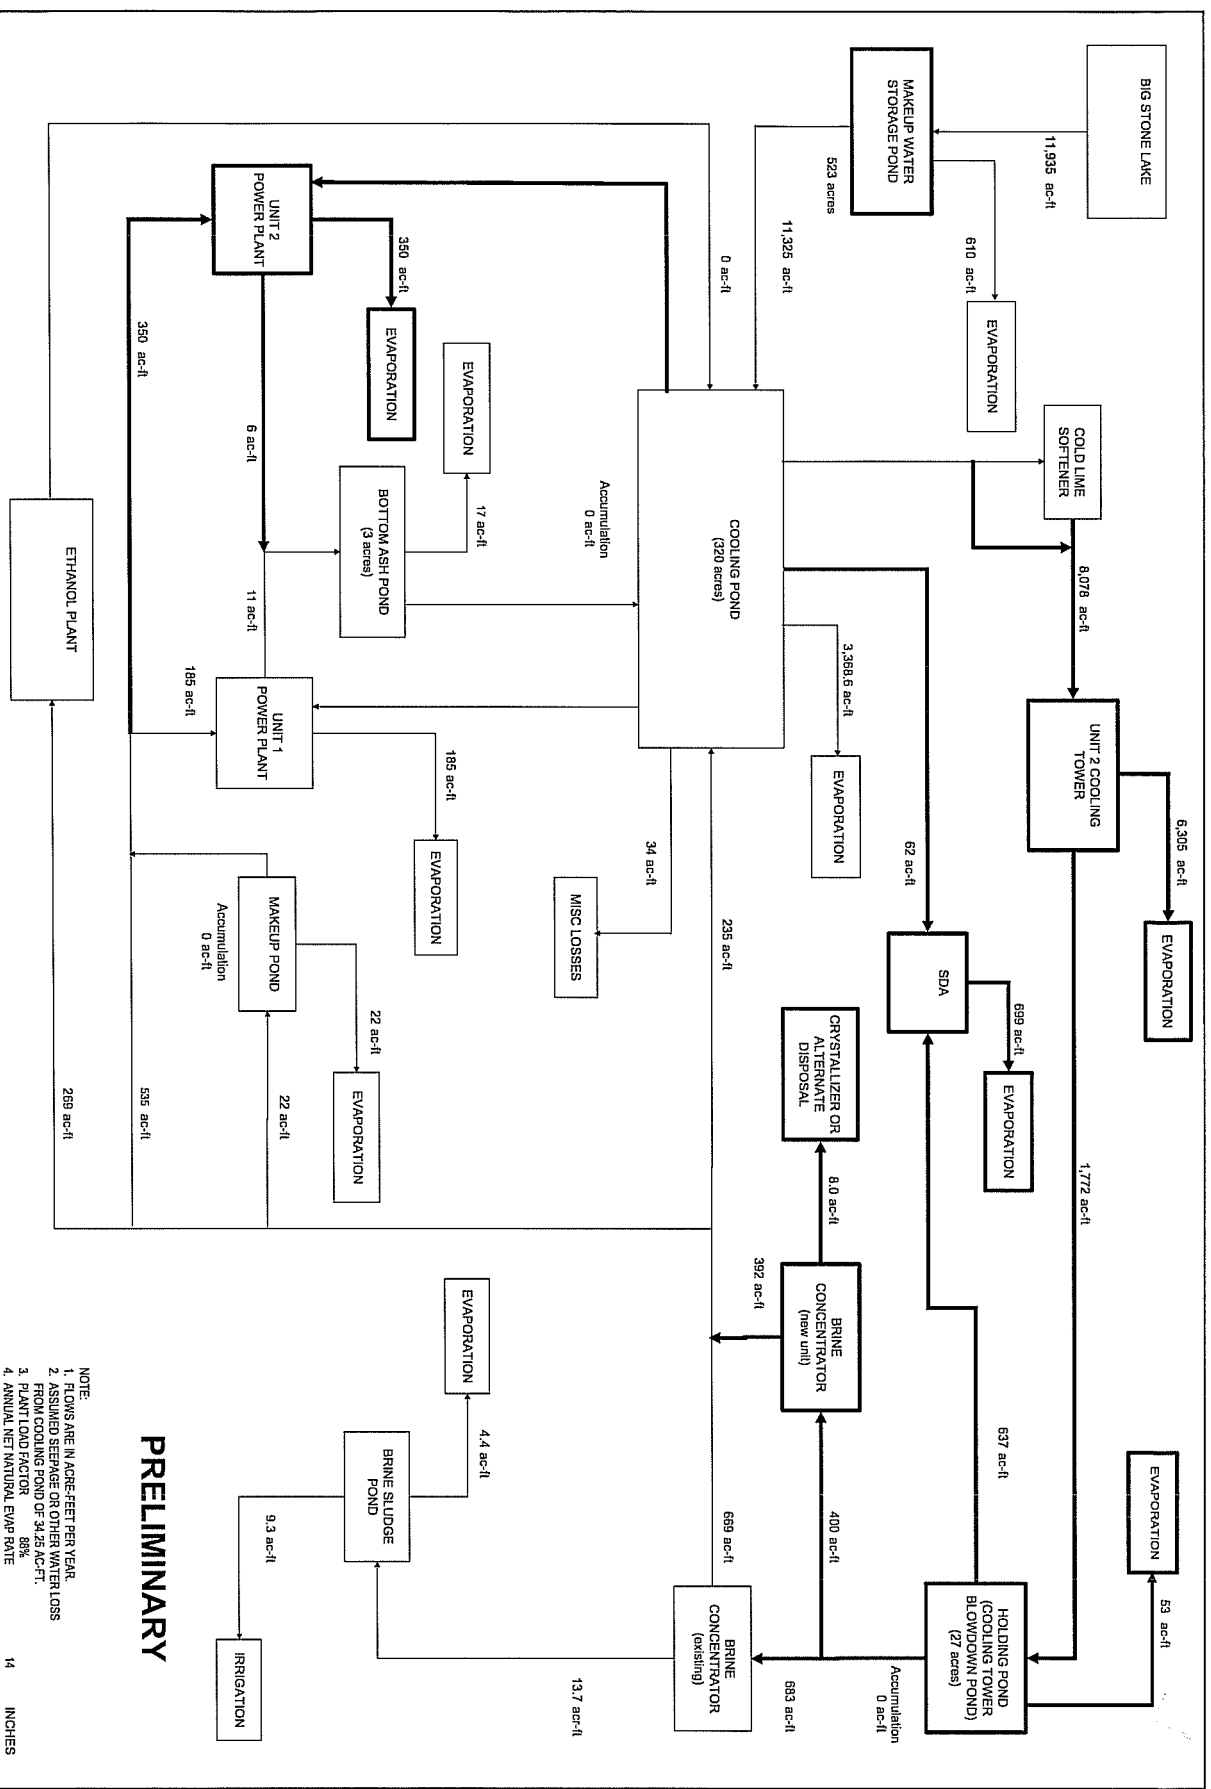 BIG STONE LAKE
11,935 ac-ft
MAKEUP WATER
STORAGE POND
523 acres
610 ac-ft
EVAPORATION
11,325 ac-ft
0 ac-ft
COLD LIME
SOFTENER
8,078 ac-ft
UNIT 2 COOLING
TOWER
6,305 ac-ft
EVAPORATION
1,772 ac-ft
EVAPORATION
53 ac-ft
HOLDING POND
(COOLING TOWER
BLOWDOWN POND)
(27 acres)
Accumulation
0 ac-ft
637 ac-ft
SDA
699 ac-ft
EVAPORATION
62 ac-ft
3,368.6 ac-ft
EVAPORATION
COOLING POND
(320 acres)
Accumulation
0 ac-ft
34 ac-ft
MISC LOSSES
235 ac-ft
CRYSTALLIZER OR
ALTERNATE
DISPOSAL
8.0 ac-ft
BRINE
CONCENTRATOR
(new unit)
392 ac-ft
400 ac-ft
683 ac-ft
669 ac-ft
BRINE
CONCENTRATOR
(existing)
13.7 acr-ft
BRINE SLUDGE
POND
4.4 ac-ft
EVAPORATION
9.3 ac-ft
IRRIGATION
UNIT 2
POWER PLANT
350 ac-ft
EVAPORATION
350 ac-ft
6 ac-ft
EVAPORATION
17 ac-ft
BOTTOM ASH POND
(3 acres)
11 ac-ft
UNIT 1
POWER PLANT
185 ac-ft
185 ac-ft
EVAPORATION
MAKEUP POND
Accumulation
0 ac-ft
22 ac-ft
EVAPORATION
22 ac-ft
535 ac-ft
269 ac-ft
ETHANOL PLANT
PRELIMINARY
NOTE:
1. FLOWS ARE IN ACRE-FEET PER YEAR.
2. ASSUMED SEEPAGE OR OTHER WATER LOSS
FROM COOLING POND OF 34.25 AC-FT.
3. PLANT LOAD FACTOR 88%
4. ANNUAL NET NATURAL EVAP RATE 14 INCHES